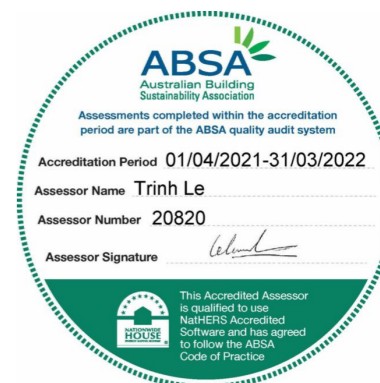 ABSA
Australian Building
Sustainability Association
Assessments completed within the accreditation
period are part of the ABSA quality audit system
Accreditation Period 01/04/2021-31/03/2022
Assessor Name Trinh Le
Assessor Number 20820
Assessor Signature
This Accredited Assessor
is qualified to use
NatHERS Accredited
Software and has agreed
to follow the ABSA
Code of Practice
NATIONWIDE
HOUSE